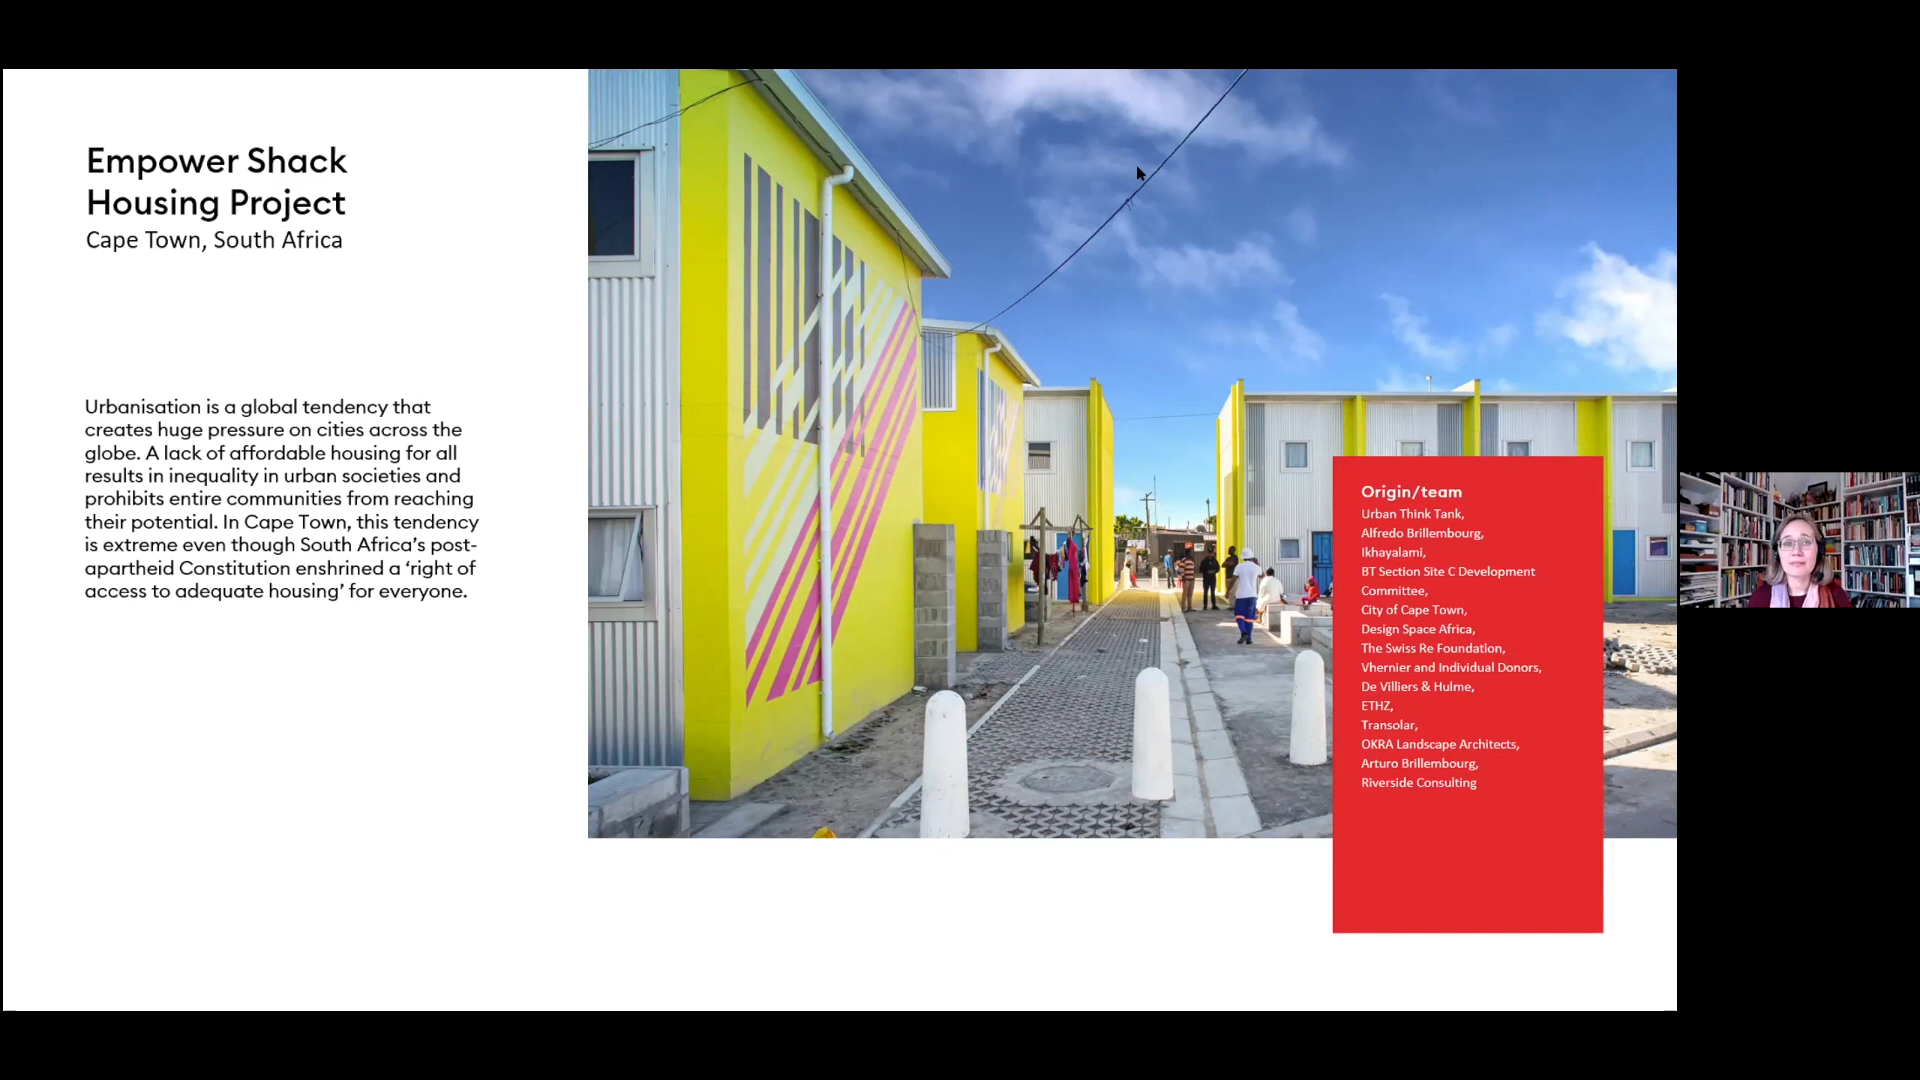 Empower Shack
Housing Project
Cape Town, South Africa
Urbanisation is a global tendency that
creates huge pressure on cities across the
globe. A lack of affordable housing for all
results in inequality in urban societies and
prohibits entire communities from reaching
their potential. In Cape Town, this tendency
is extreme even though South Africa’s post-
apartheid Constitution enshrined a ‘right of
access to adequate housing’ for everyone.
Origin/team
Urban Think Tank,
Alfredo Brillembourg,
Ikhayalami,
BT Section Site C Development
Committee,
City of Cape Town,
Design Space Africa,
The Swiss Re Foundation,
Vhernier and Individual Donors,
De Villiers & Hulme,
ETHZ,
Transolar,
OKRA Landscape Architects,
Arturo Brillembourg,
Riverside Consulting